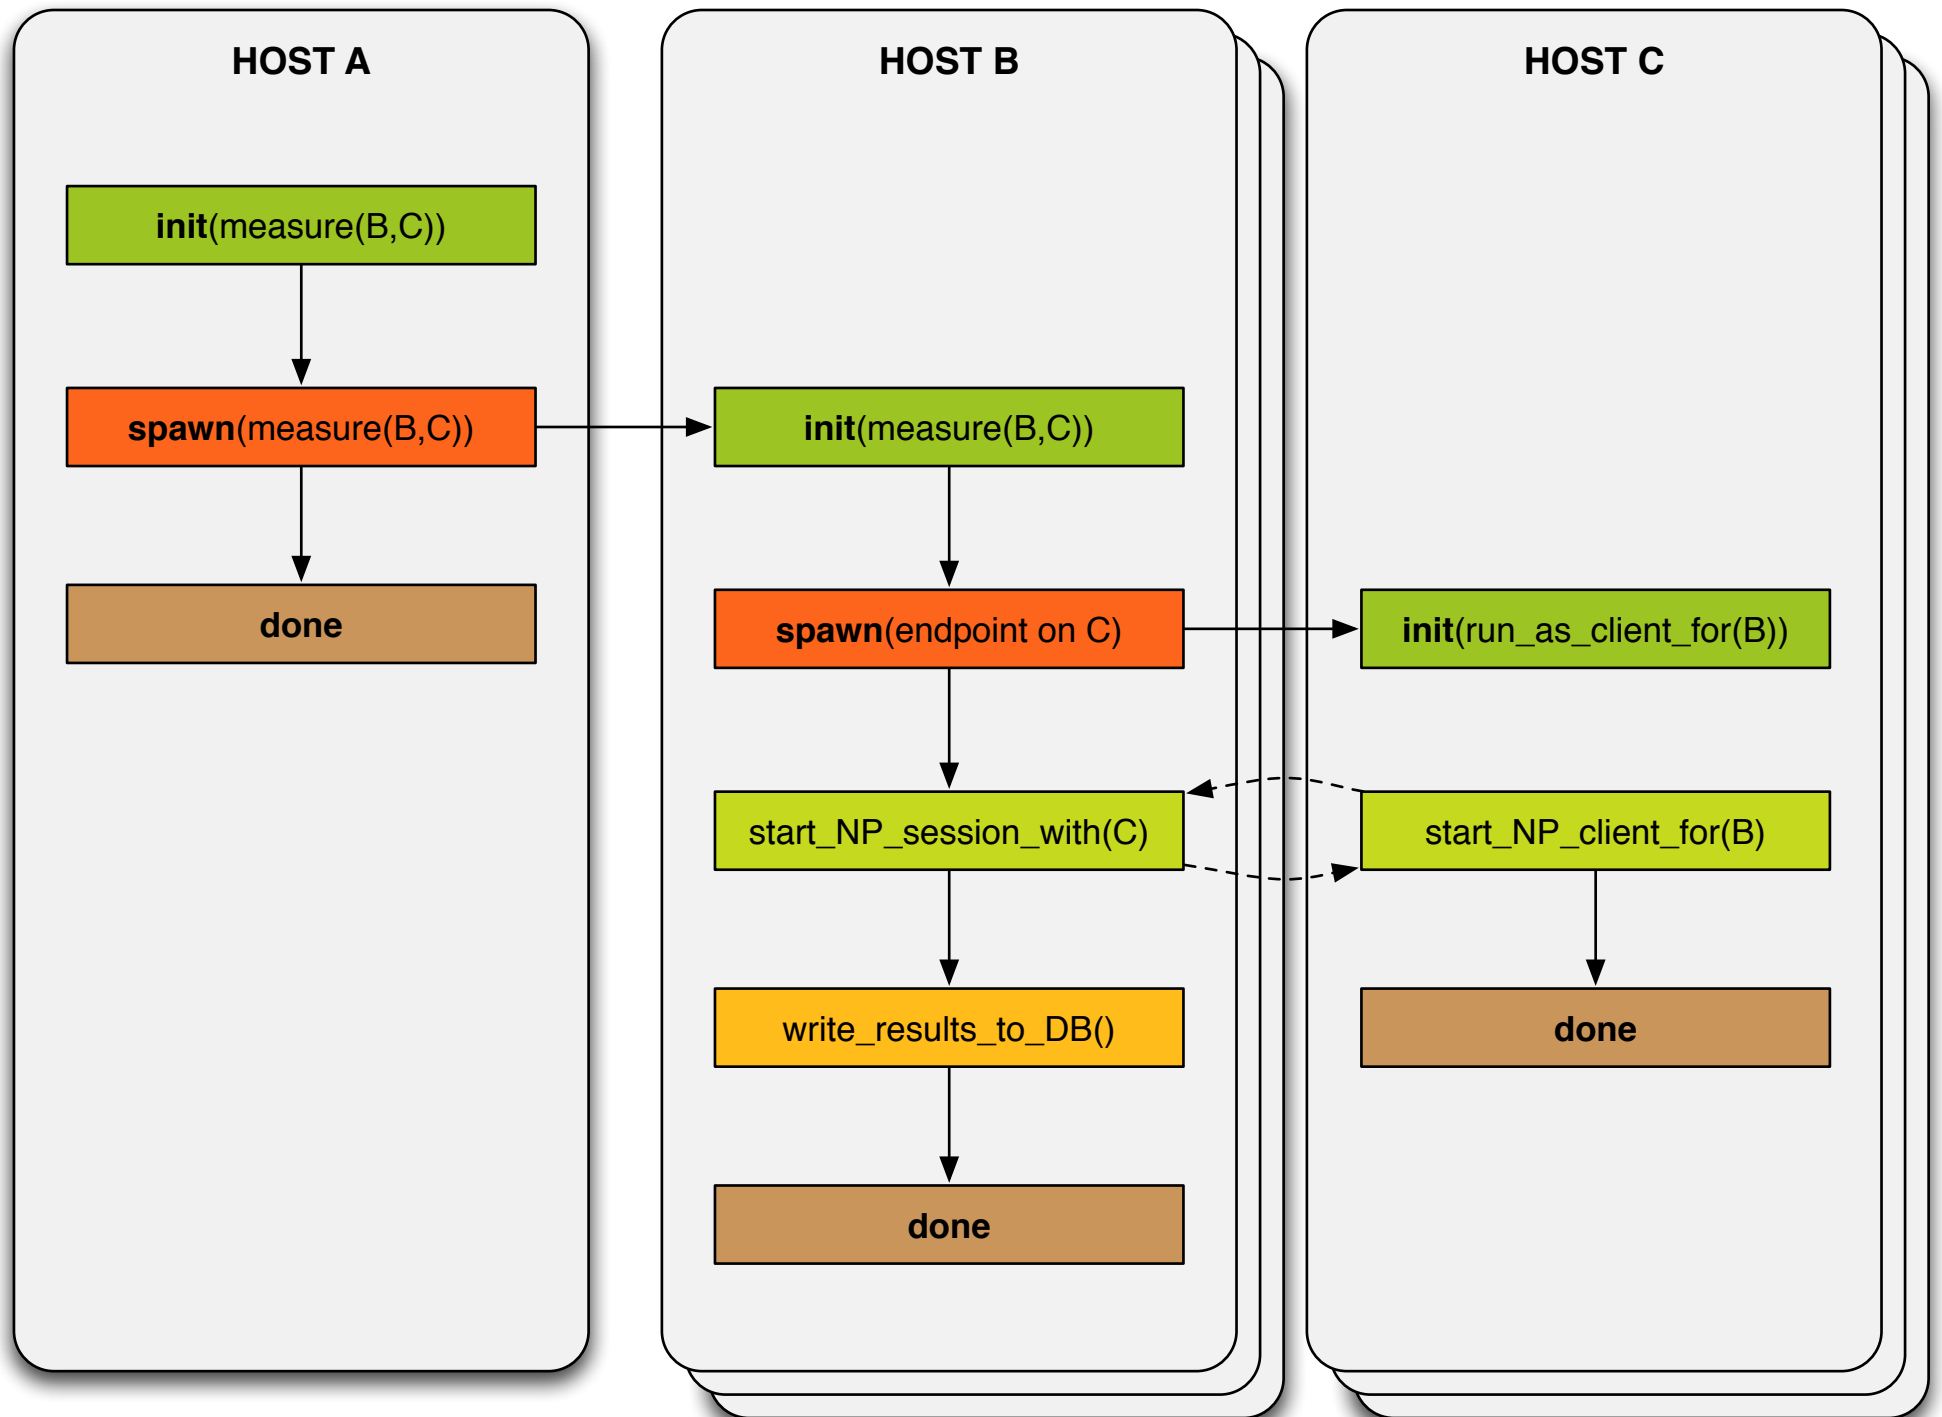 HOST A
init(measure(B,C))
spawn(measure(B,C))
done
HOST B
init(measure(B,C))
spawn(endpoint on C)
start_NP_session_with(C)
write_results_to_DB()
done
HOST C
init(run_as_client_for(B))
start_NP_client_for(B)
done